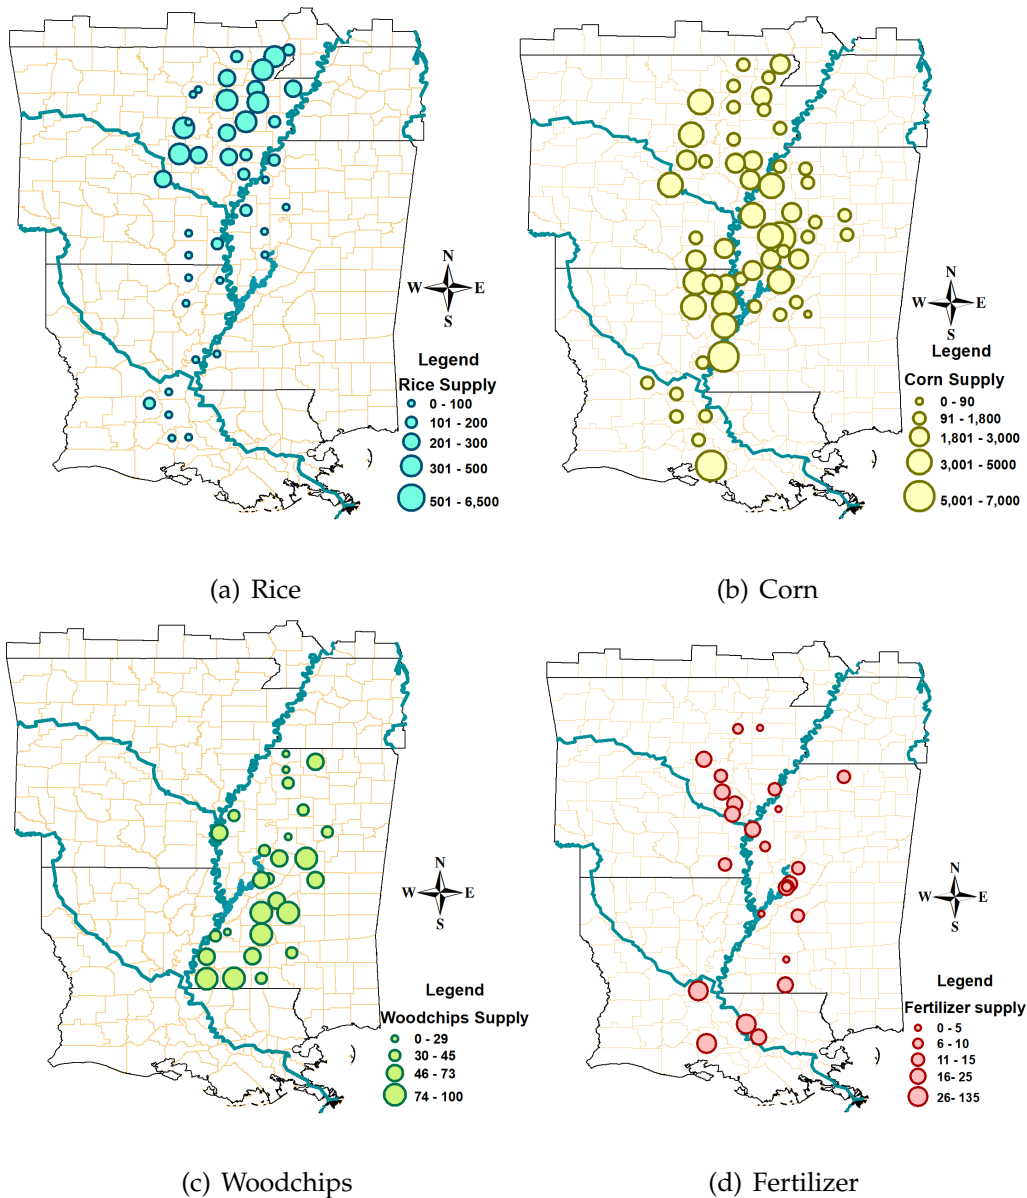 N
W E
S
Legend
Rice Supply
0 - 100
101 - 200
201 - 300
301 - 500
501 - 6,500
(a) Rice
N
W E
S
Legend
Corn Supply
0 - 90
91 - 1,800
1,801 - 3,000
3,001 - 5000
5,001 - 7,000
(b) Corn
N
W E
S
Legend
Woodchips Supply
0 - 29
30 - 45
46 - 73
74 - 100
(c) Woodchips
N
W E
S
Legend
Fertilizer supply
0 - 5
6 - 10
11 - 15
16 - 25
26- 135
(d) Fertilizer